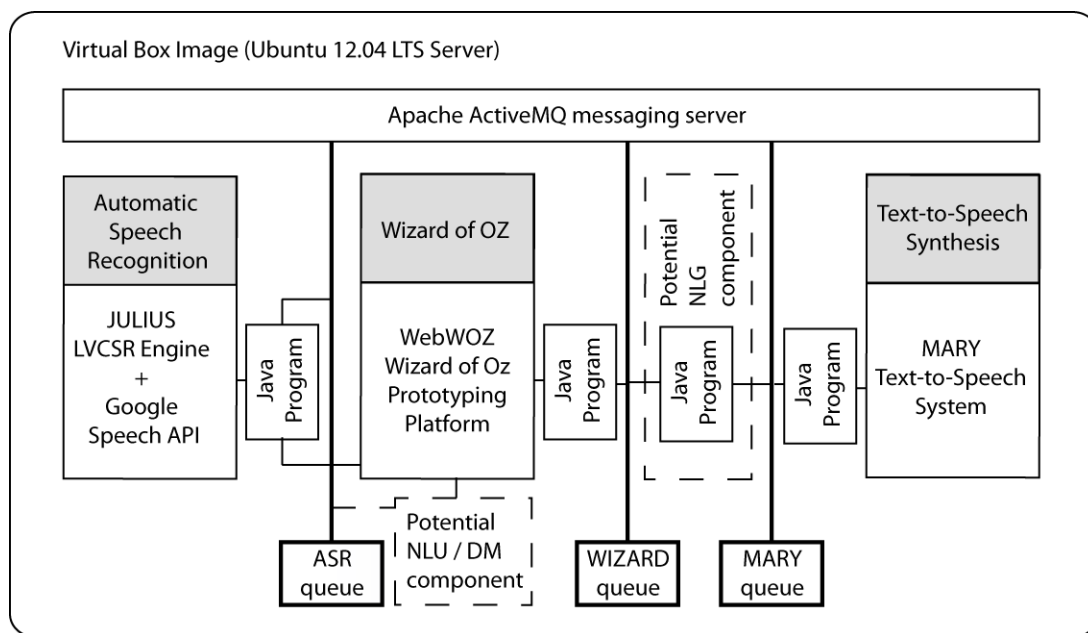 Virtual Box Image (Ubuntu 12.04 LTS Server)
Apache ActiveMQ messaging server
Automatic
Speech
Recognition
JULIUS
LVCSR Engine
+
Google
Speech API
Java
Program
Wizard of OZ
WebWOZ
Wizard of Oz
Prototyping
Platform
Java
Program
Potential
NLG
component
Java
Program
Java
Program
Text-to-Speech
Synthesis
MARY
Text-to-Speech
System
ASR
queue
Potential
NLU / DM
component
WIZARD
queue
MARY
queue